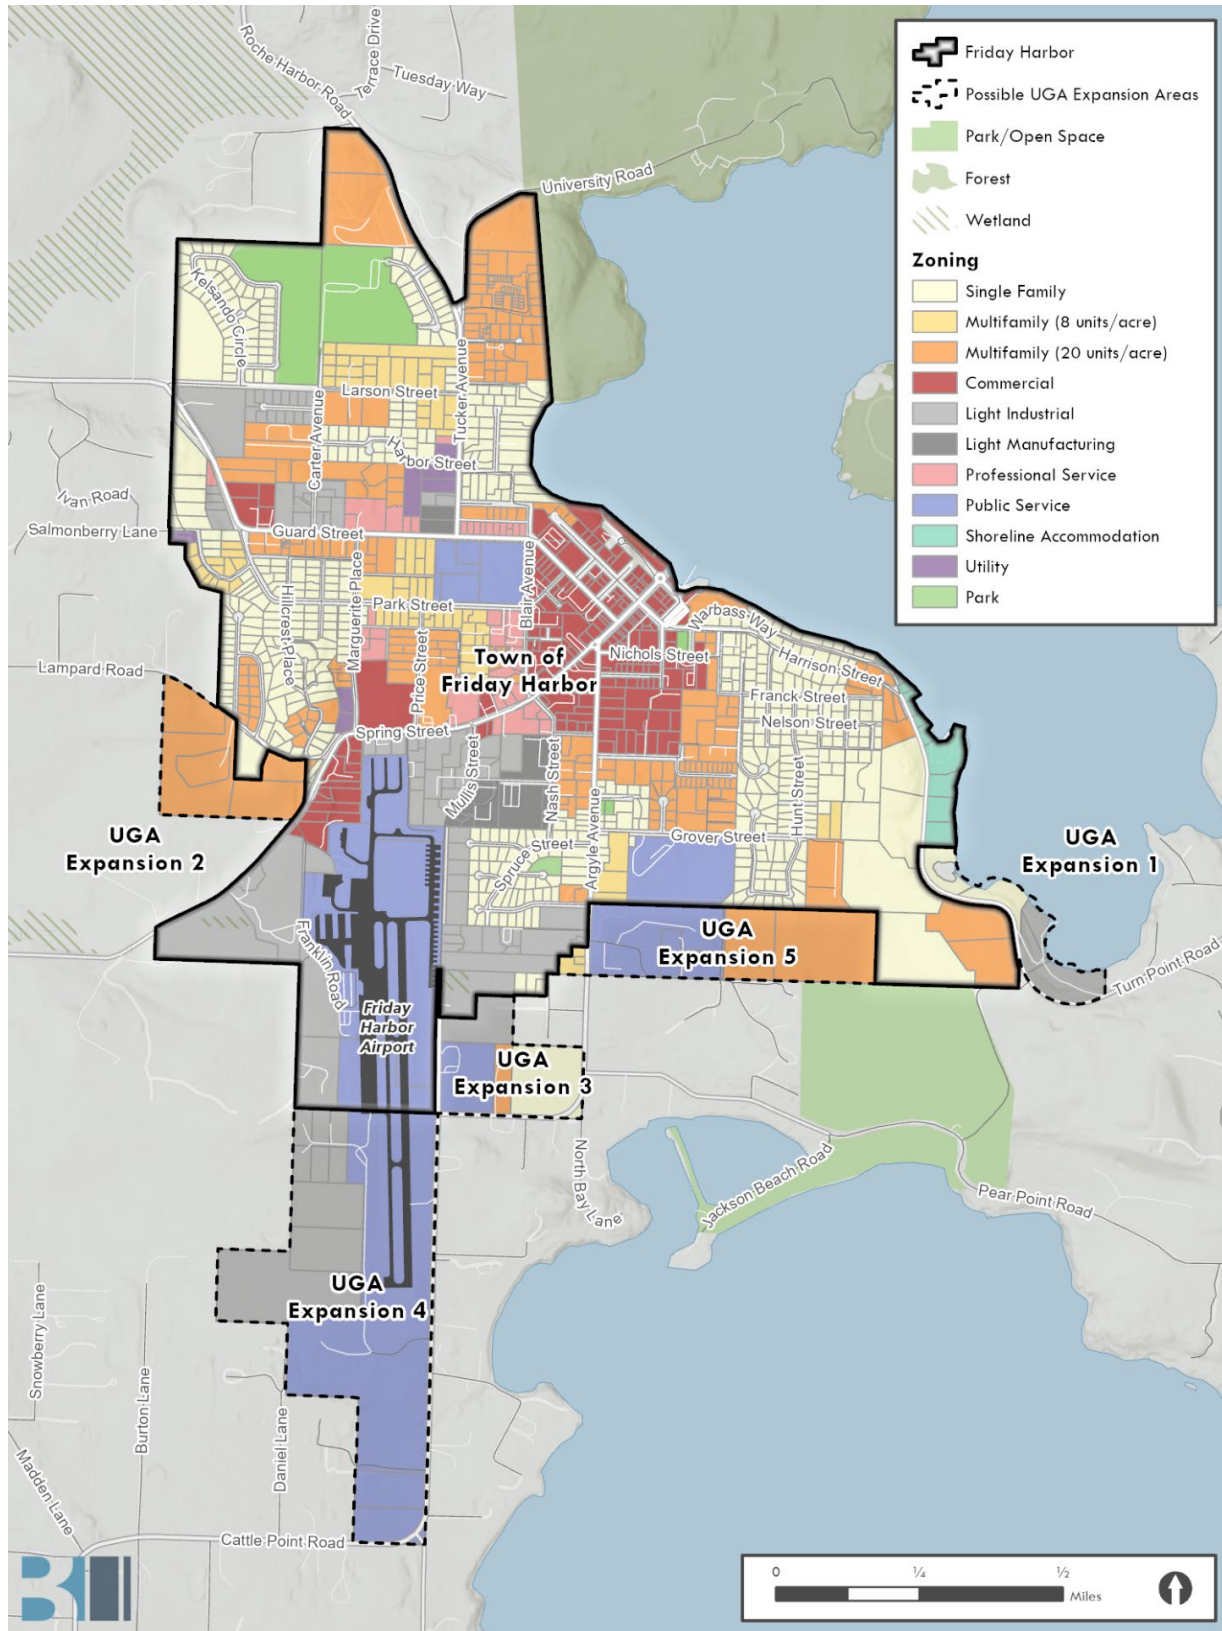 Roche Harbor Road
Terrace Drive
Tuesday Way
University Road
Kelsando Circle
Larson Street
Carter Avenue
Tucker Avenue
Harbor Street
Ivan Road
Salmonberry Lane
Guard Street
Marguerite Place
Park Street
Blair Avenue
Hillcrest Place
Price Street
Lampard Road
Town of
Friday Harbor
Nichols Street
Warbass Way
Harrison Street
Franck Street
Nelson Street
Spring Street
Mullis Street
Nash Street
Hunt Street
Argyle Avenue
Grover Street
Spruce Street
UGA
Expansion 2
UGA
Expansion 1
UGA
Expansion 5
Turn Point Road
Franklin Road
Friday
Harbor
Airport
UGA
Expansion 3
North Bay Lane
Jackson Beach Road
Pear Point Road
UGA
Expansion 4
Snowberry Lane
Burton Lane
Daniel Lane
Madden Lane
Cattle Point Road
Friday Harbor
Possible UGA Expansion Areas
Park/Open Space
Forest
Wetland
Zoning
Single Family
Multifamily (8 units/acre)
Multifamily (20 units/acre)
Commercial
Light Industrial
Light Manufacturing
Professional Service
Public Service
Shoreline Accommodation
Utility
Park
0 ¼ ½
Miles